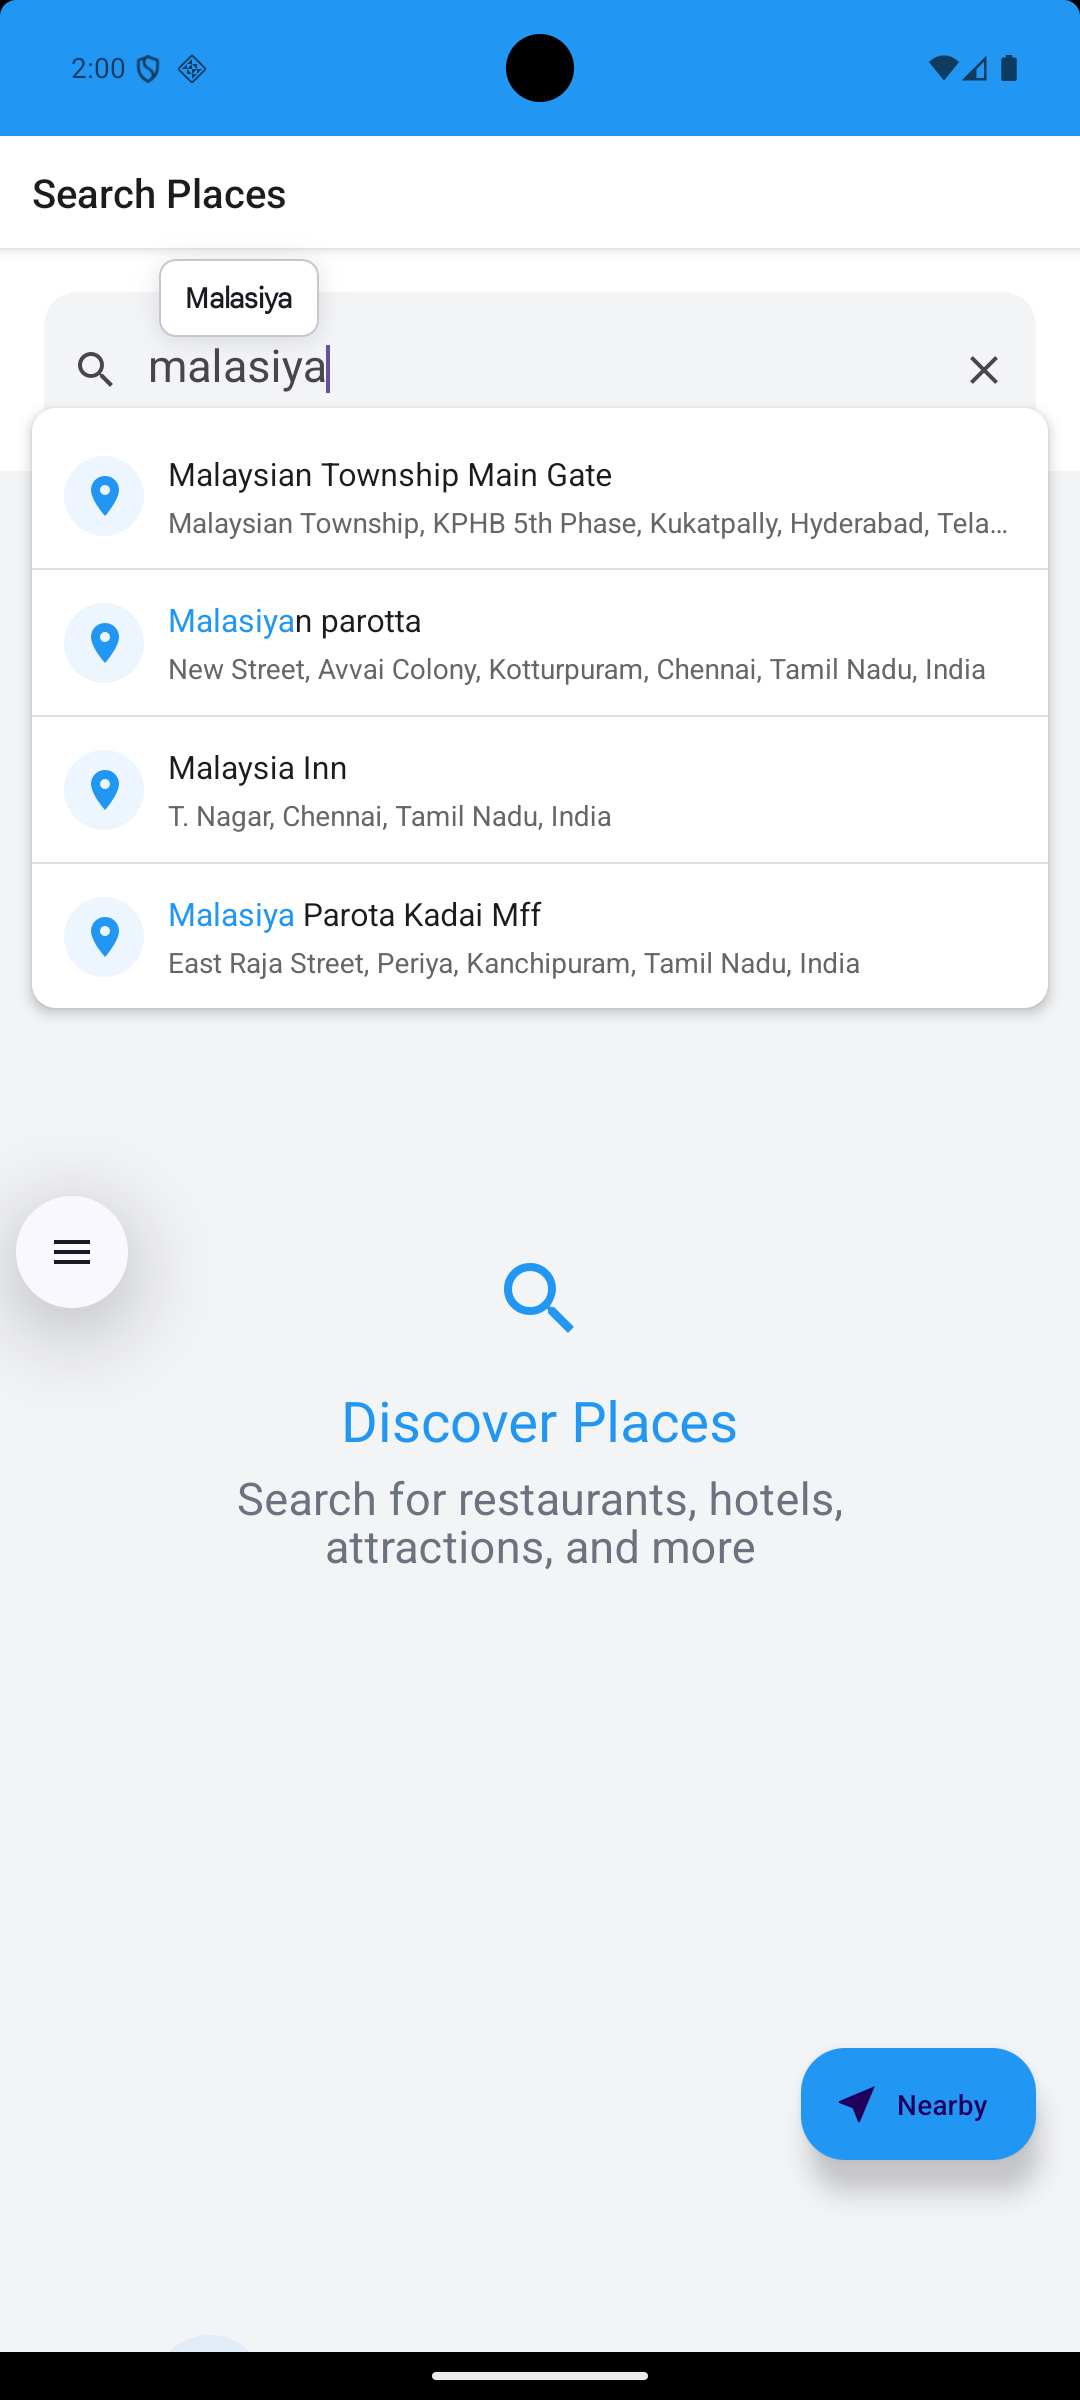 2:00
Search Places
Malasiya
malasiya
Malaysian Township Main Gate
Malaysian Township, KPHB 5th Phase, Kukatpally, Hyderabad, Tela...
Malasiyan parotta
New Street, Avvai Colony, Kotturpuram, Chennai, Tamil Nadu, India
Malaysia Inn
T. Nagar, Chennai, Tamil Nadu, India
Malasiya Parota Kadai Mff
East Raja Street, Periya, Kanchipuram, Tamil Nadu, India
Discover Places
Search for restaurants, hotels,
attractions, and more
Nearby